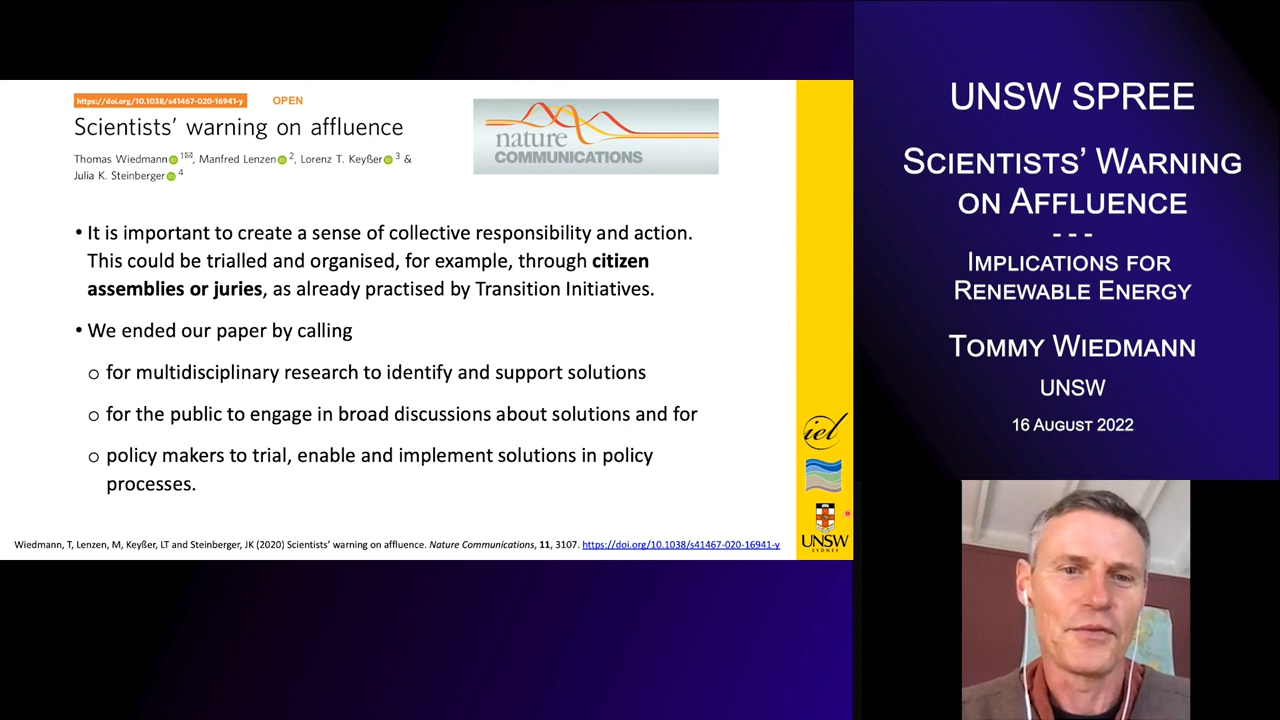 https://doi.org/10.1038/s41467-020-16941-y OPEN
Scientists’ warning on affluence
Thomas Wiedmann 1✉, Manfred Lenzen 2, Lorenz T. Keyßer 3 &
Julia K. Steinberger 4
nature
COMMUNICATIONS
• It is important to create a sense of collective responsibility and action.
This could be trialled and organised, for example, through citizen
assemblies or juries, as already practised by Transition Initiatives.
• We ended our paper by calling
o for multidisciplinary research to identify and support solutions
o for the public to engage in broad discussions about solutions and for
o policy makers to trial, enable and implement solutions in policy
processes.
Wiedmann, T, Lenzen, M, Keyßer, LT and Steinberger, JK (2020) Scientists’ warning on affluence. Nature Communications, 11, 3107. https://doi.org/10.1038/s41467-020-16941-y
iel
UNSW
SYDNEY
UNSW SPREE
Scientists’ Warning
on Affluence
- - -
Implications for
Renewable Energy
Tommy Wiedmann
UNSW
16 August 2022